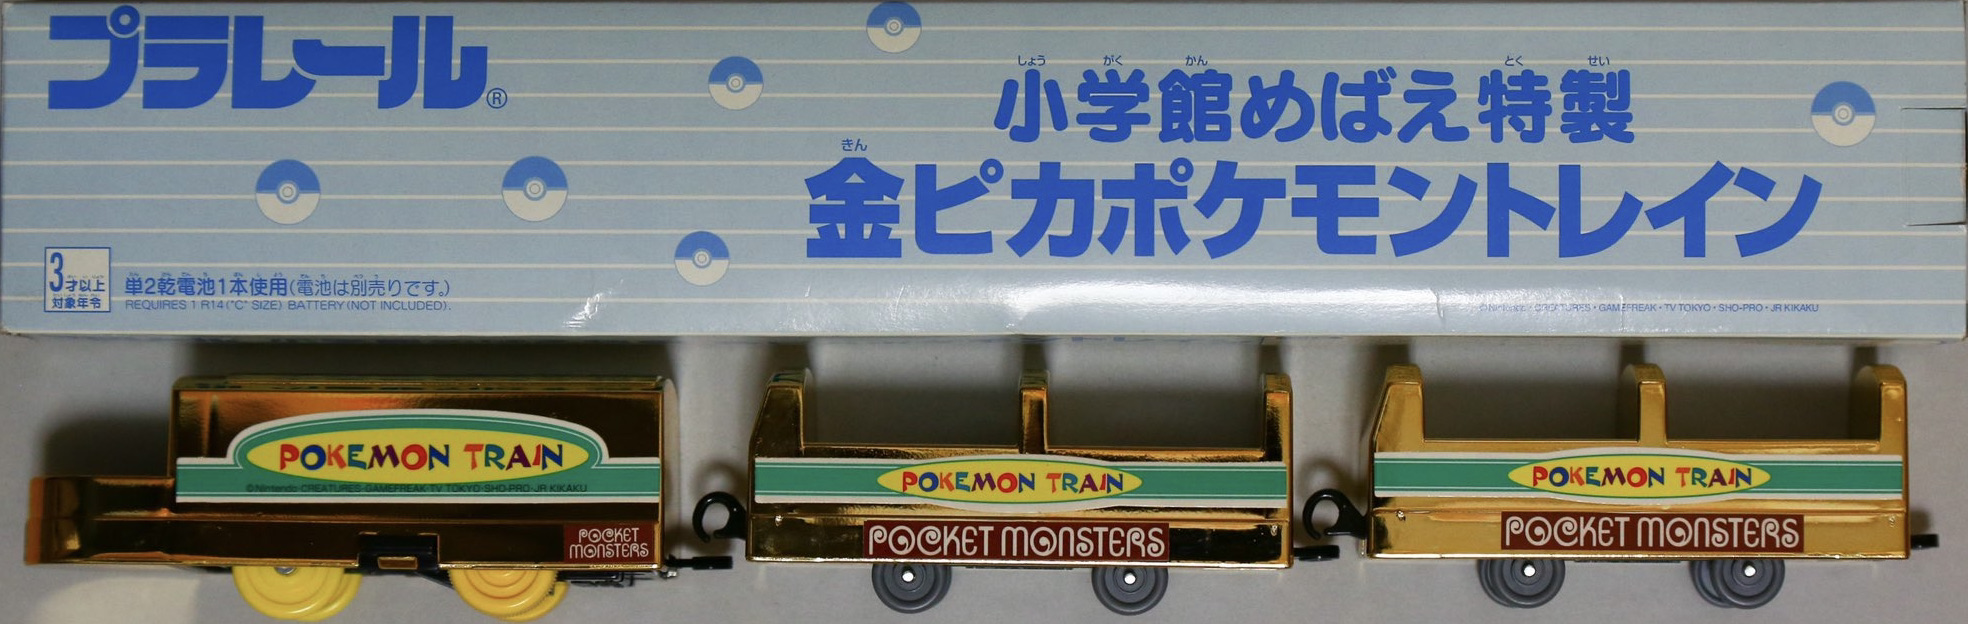 プラレール®
しょう がく かん とく せい
小学館めばえ特製
きん
金ピカポケモントレイン
3才以上
対象年令
単2乾電池1本使用(電池は別売りです。)
REQUIRES 1 R14 ("C" SIZE) BATTERY (NOT INCLUDED).
©Nintendo・CREATURES・GAMEFREAK・TV TOKYO・SHO-PRO・JR KIKAKU
POKEMON TRAIN
©Nintendo・CREATURES・GAMEFREAK・TV TOKYO・SHO-PRO・JR KIKAKU
POCKET
MONSTERS
POKEMON TRAIN
POCKET MONSTERS
POKEMON TRAIN
POCKET MONSTERS